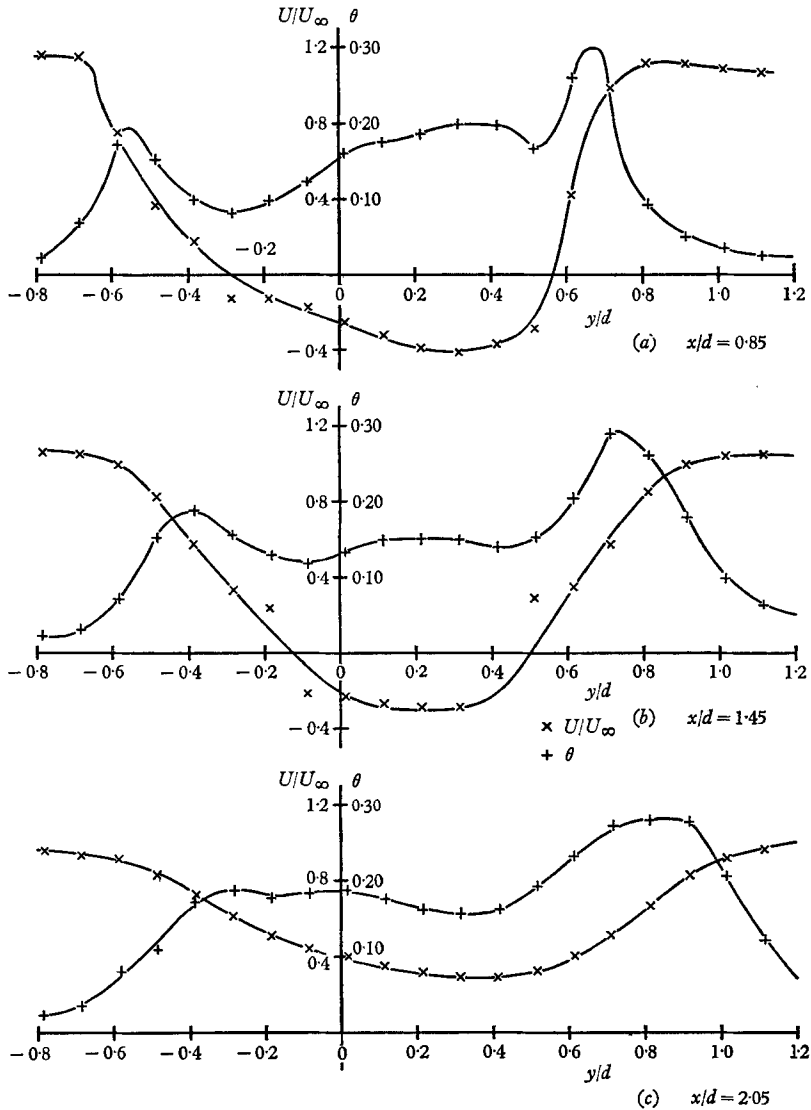 U/U∞ θ
1·2 0·30
0·8 0·20
0·4 0·10
−0·2
−0·8 −0·6 −0·4 −0·2 0 0·2 0·4 0·6 0·8 1·0 1·2
y/d
−0·4
(a) x/d = 0·85
U/U∞ θ
1·2 0·30
0·8 0·20
0·4 0·10
−0·8 −0·6 −0·4 −0·2 0 0·2 0·4 0·6 0·8 1·0 1·2
y/d
−0·4
(b) x/d = 1·45
× U/U∞
+ θ
U/U∞ θ
1·2 0·30
0·8 0·20
0·4 0·10
−0·8 −0·6 −0·4 −0·2 0 0·2 0·4 0·6 0·8 1·0 1·2
y/d
(c) x/d = 2·05